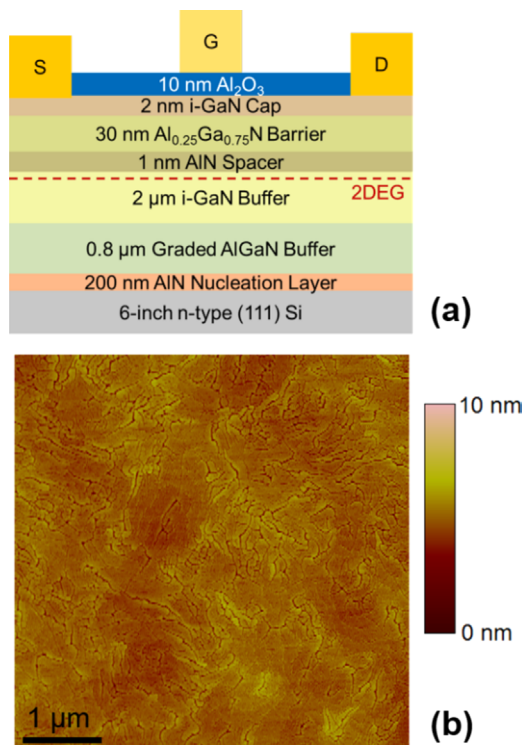 G
S
D
10 nm Al₂O₃
2 nm i-GaN Cap
30 nm Al₀.₂₅Ga₀.₇₅N Barrier
1 nm AlN Spacer
2DEG
2 μm i-GaN Buffer
0.8 μm Graded AlGaN Buffer
200 nm AlN Nucleation Layer
6-inch n-type (111) Si
(a)
10 nm
0 nm
1 μm
(b)